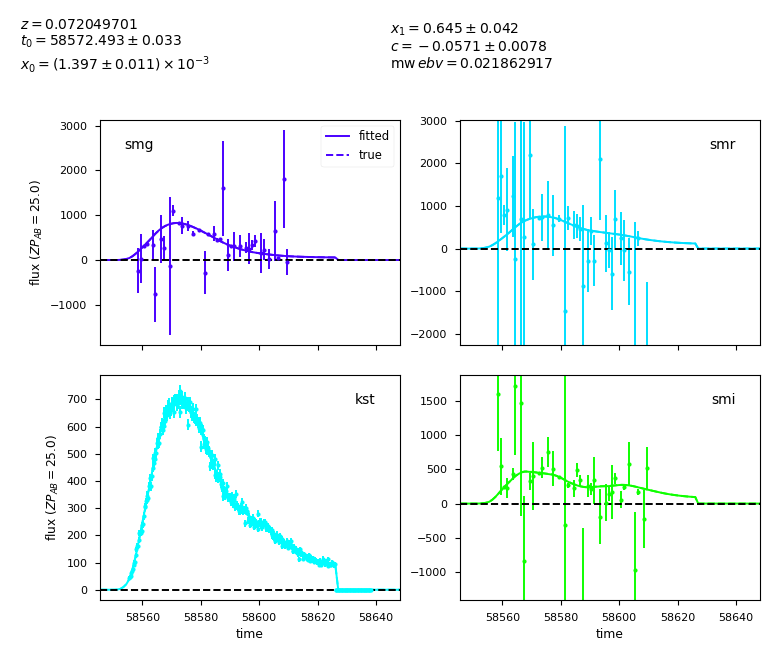 z = 0.072049701
t₀ = 58572.493 ± 0.033
x₀ = (1.397 ± 0.011) × 10⁻³
x₁ = 0.645 ± 0.042
c = −0.0571 ± 0.0078
mw ebv = 0.021862917
smg
fitted
true
3000
2000
1000
0
−1000
flux (ZP_AB = 25.0)
smr
3000
2000
1000
0
−1000
−2000
kst
700
600
500
400
300
200
100
0
flux (ZP_AB = 25.0)
58560 58580 58600 58620 58640
time
smi
1500
1000
500
0
−500
−1000
58560 58580 58600 58620 58640
time